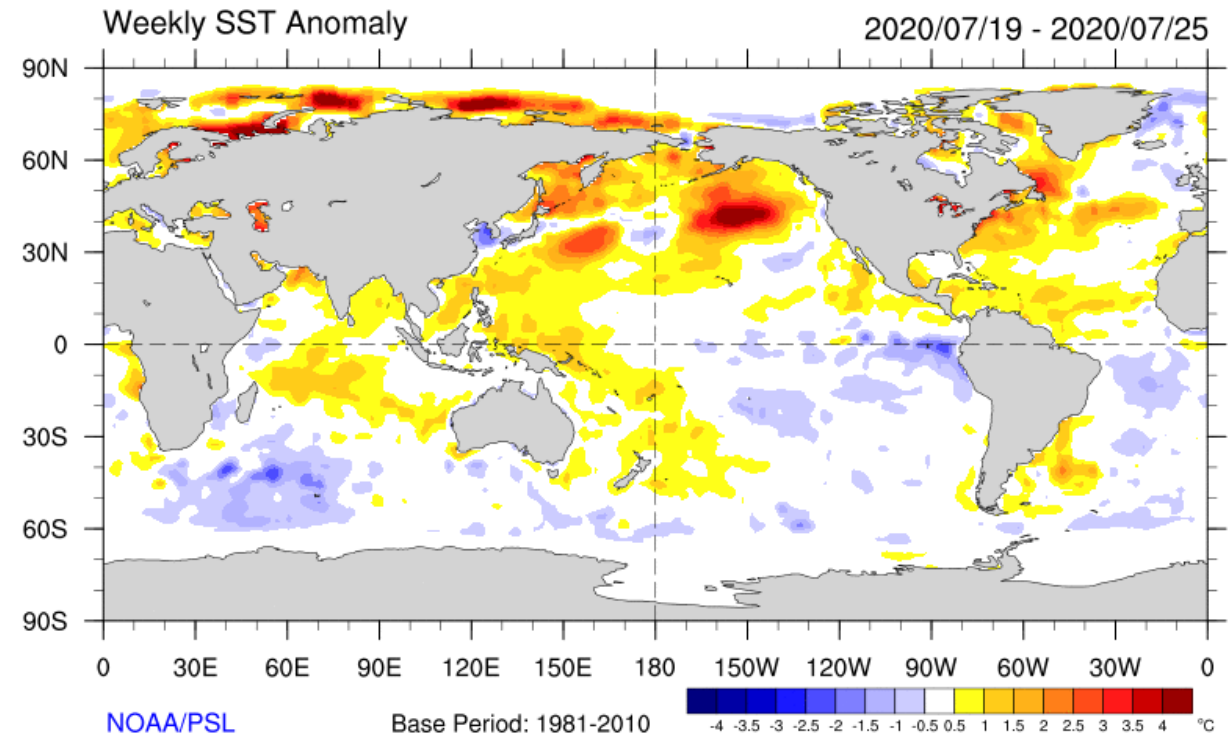 Weekly SST Anomaly 2020/07/19 - 2020/07/25
90N
60N
30N
0
30S
60S
90S
0 30E 60E 90E 120E 150E 180 150W 120W 90W 60W 30W 0
NOAA/PSL Base Period: 1981-2010
-4 -3.5 -3 -2.5 -2 -1.5 -1 -0.5 0.5 1 1.5 2 2.5 3 3.5 4 °C